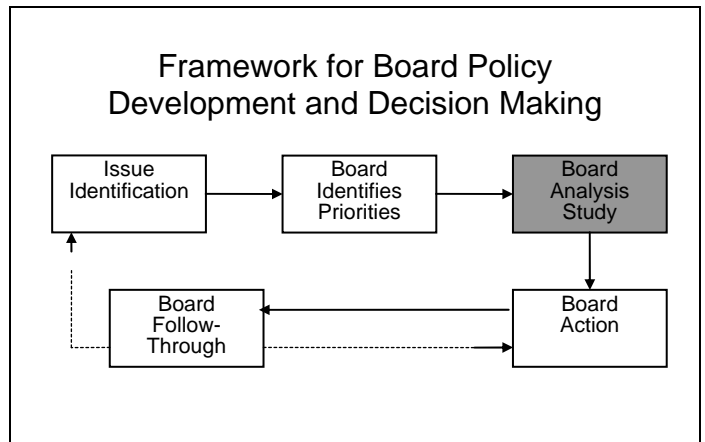 Framework for Board Policy
Development and Decision Making
Issue
Identification
Board
Identifies
Priorities
Board
Analysis
Study
Board
Follow-
Through
Board
Action